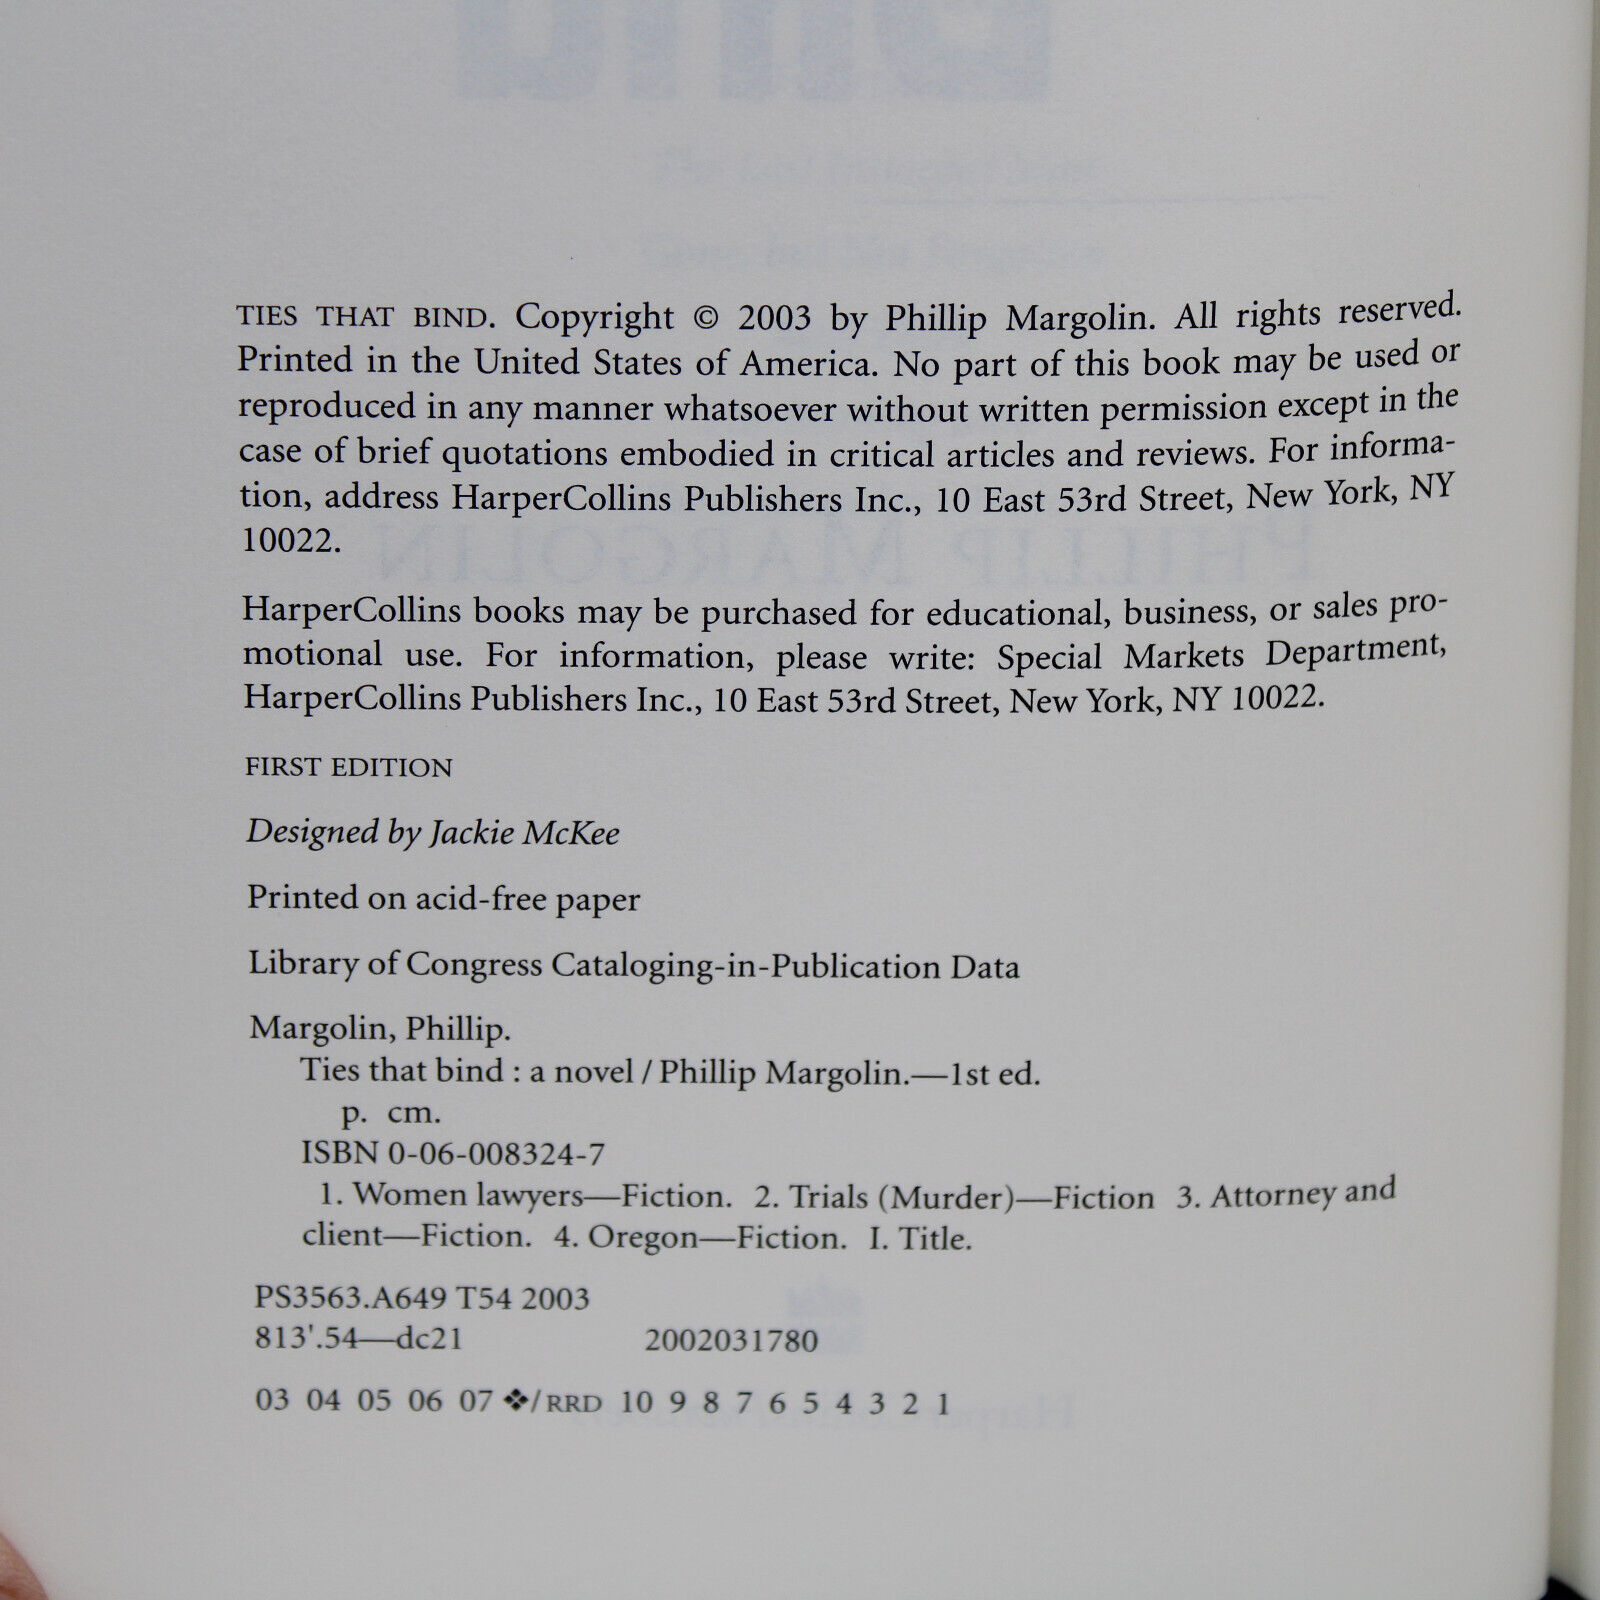 TIES THAT BIND. Copyright © 2003 by Phillip Margolin. All rights reserved.
Printed in the United States of America. No part of this book may be used or
reproduced in any manner whatsoever without written permission except in the
case of brief quotations embodied in critical articles and reviews. For informa-
tion, address HarperCollins Publishers Inc., 10 East 53rd Street, New York, NY
10022.
HarperCollins books may be purchased for educational, business, or sales pro-
motional use. For information, please write: Special Markets Department,
HarperCollins Publishers Inc., 10 East 53rd Street, New York, NY 10022.
FIRST EDITION
Designed by Jackie McKee
Printed on acid-free paper
Library of Congress Cataloging-in-Publication Data
Margolin, Phillip.
Ties that bind : a novel / Phillip Margolin.—1st ed.
p. cm.
ISBN 0-06-008324-7
1. Women lawyers—Fiction. 2. Trials (Murder)—Fiction 3. Attorney and
client—Fiction. 4. Oregon—Fiction. I. Title.
PS3563.A649 T54 2003
813'.54—dc21 2002031780
03 04 05 06 07 ❖/RRD 10 9 8 7 6 5 4 3 2 1